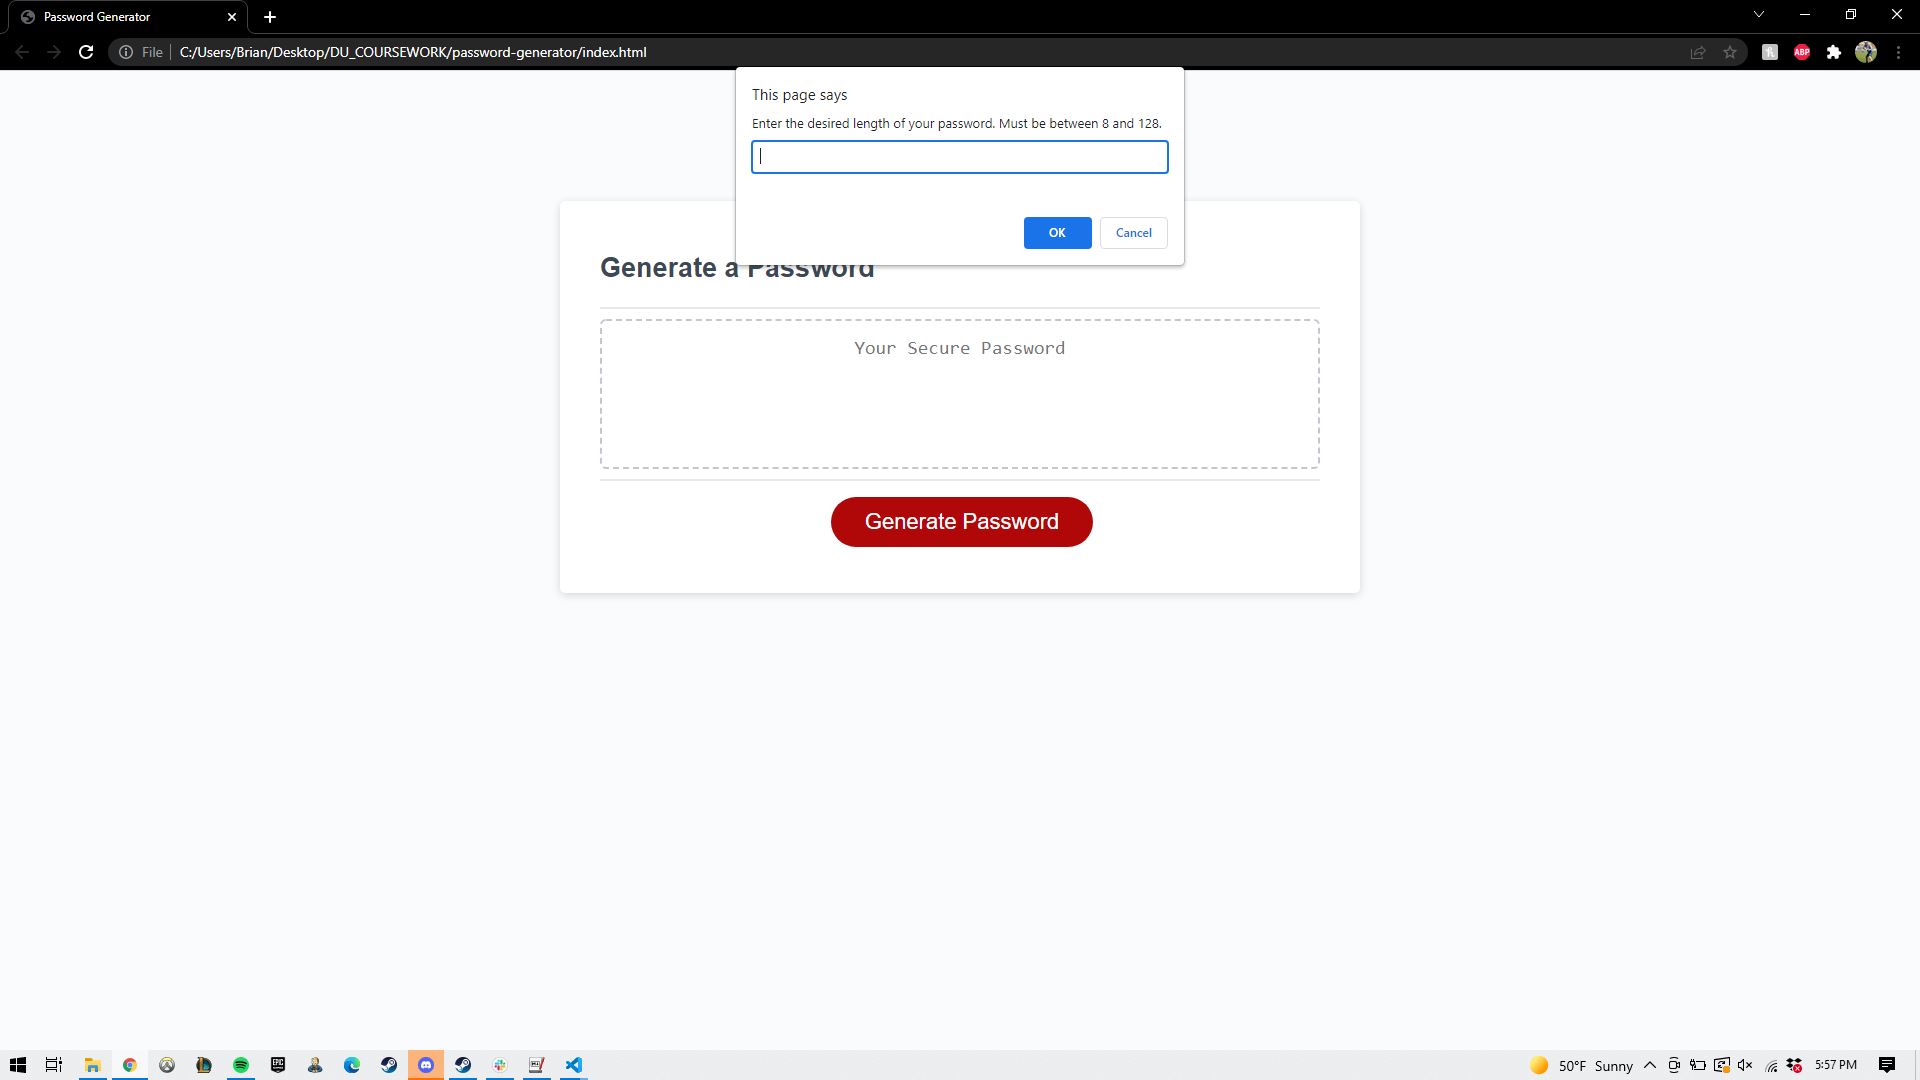 Password Generator
File
C:/Users/Brian/Desktop/DU_COURSEWORK/password-generator/index.html
ABP
This page says
Enter the desired length of your password. Must be between 8 and 128.
OK
Cancel
Generate a Password
Your Secure Password
Generate Password
EPIC
50°F Sunny
5:57 PM